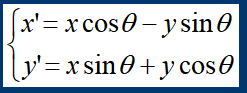 x' = x cos θ − y sin θ
y' = x sin θ + y cos θ